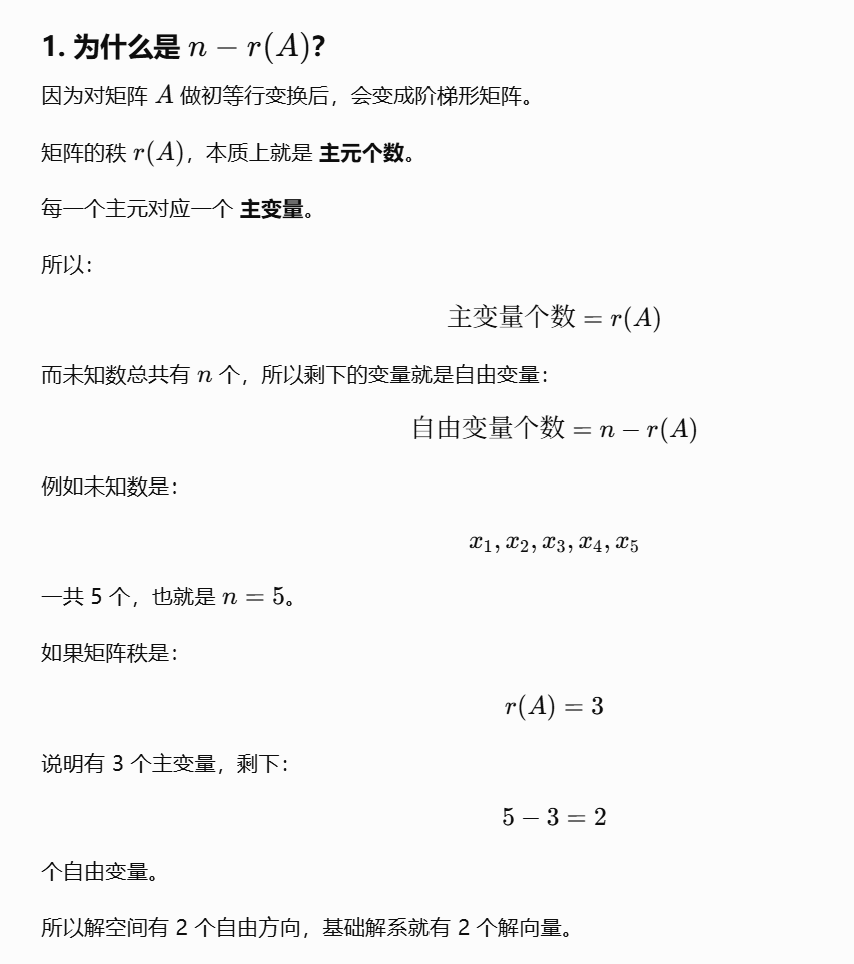 1. 为什么是 n − r(A)?
因为对矩阵 A 做初等行变换后，会变成阶梯形矩阵。
矩阵的秩 r(A)，本质上就是 主元个数。
每一个主元对应一个 主变量。
所以：
主变量个数 = r(A)
而未知数总共有 n 个，所以剩下的变量就是自由变量：
自由变量个数 = n − r(A)
例如未知数是：
x₁, x₂, x₃, x₄, x₅
一共 5 个，也就是 n = 5。
如果矩阵秩是：
r(A) = 3
说明有 3 个主变量，剩下：
5 − 3 = 2
个自由变量。
所以解空间有 2 个自由方向，基础解系就有 2 个解向量。